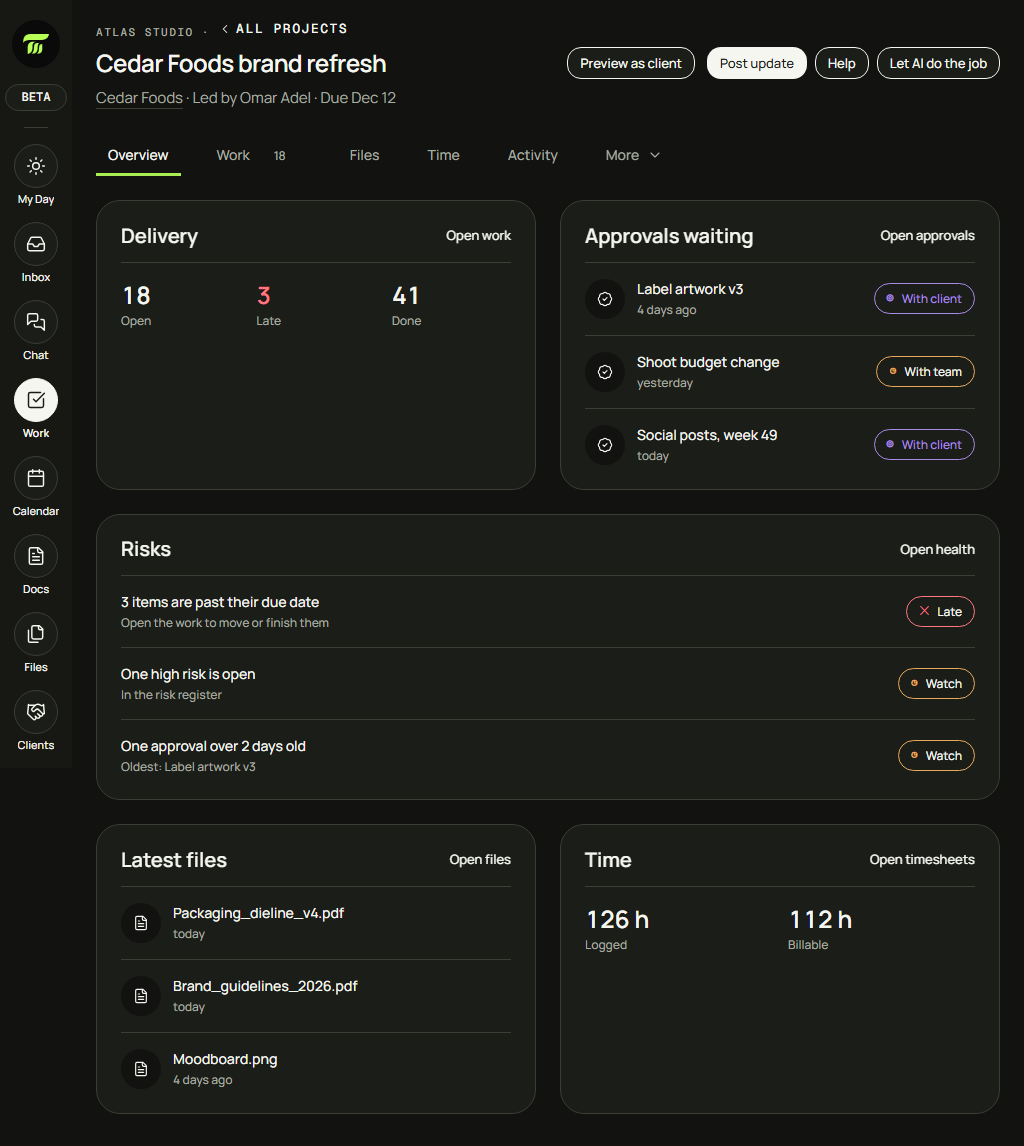 ATLAS STUDIO · ALL PROJECTS
Cedar Foods brand refresh
Preview as client
Post update
Help
Let AI do the job
Cedar Foods · Led by Omar Adel · Due Dec 12
BETA
My Day
Inbox
Chat
Work
Calendar
Docs
Files
Clients
Overview
Work 18
Files
Time
Activity
More
Delivery
Open work
18
Open
3
Late
41
Done
Approvals waiting
Open approvals
Label artwork v3
4 days ago
With client
Shoot budget change
yesterday
With team
Social posts, week 49
today
With client
Risks
Open health
3 items are past their due date
Open the work to move or finish them
Late
One high risk is open
In the risk register
Watch
One approval over 2 days old
Oldest: Label artwork v3
Watch
Latest files
Open files
Packaging_dieline_v4.pdf
today
Brand_guidelines_2026.pdf
today
Moodboard.png
4 days ago
Time
Open timesheets
126 h
Logged
112 h
Billable